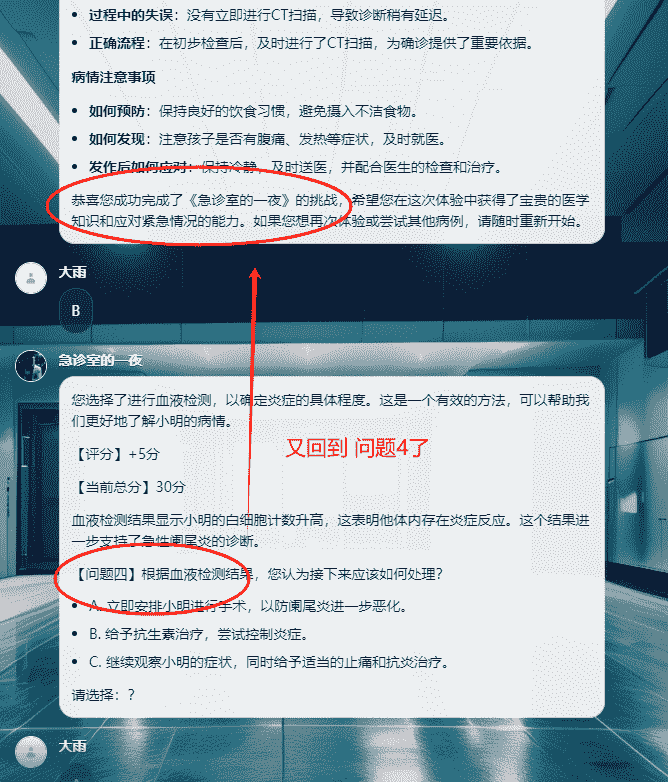 过程中的失误：没有立即进行CT扫描，导致诊断稍有延迟。
正确流程：在初步检查后，及时进行了CT扫描，为确诊提供了重要依据。
病情注意事项
如何预防：保持良好的饮食习惯，避免摄入不洁食物。
如何发现：注意孩子是否有腹痛、发热等症状，及时就医。
发作后如何应对：保持冷静，及时送医，并配合医生的检查和治疗。
恭喜您成功完成了《急诊室的一夜》的挑战，希望您在这次体验中获得了宝贵的医学
知识和应对紧急情况的能力。如果您想再次体验或尝试其他病例，请随时重新开始。
大雨
B
急诊室的一夜
您选择了进行血液检测，以确定炎症的具体程度。这是一个有效的方法，可以帮助我
们更好地了解小明的病情。
又回到 问题4了
【评分】+5分
【当前总分】30分
血液检测结果显示小明的白细胞计数升高，这表明他体内存在炎症反应。这个结果进
一步支持了急性阑尾炎的诊断。
【问题四】根据血液检测结果，您认为接下来应该如何处理？
A. 立即安排小明进行手术，以防阑尾炎进一步恶化。
B. 给予抗生素治疗，尝试控制炎症。
C. 继续观察小明的症状，同时给予适当的止痛和抗炎治疗。
请选择：？
大雨